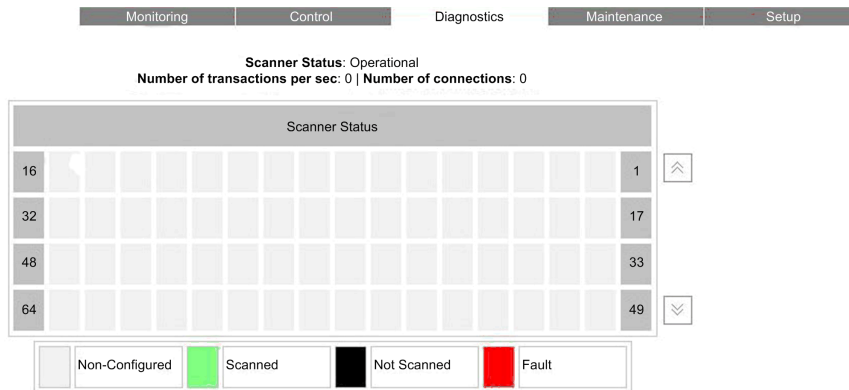 Monitoring Control Diagnostics Maintenance Setup
Scanner Status: Operational
Number of transactions per sec: 0 | Number of connections: 0
Scanner Status
16 1
32 17
48 33
64 49
Non-Configured Scanned Not Scanned Fault